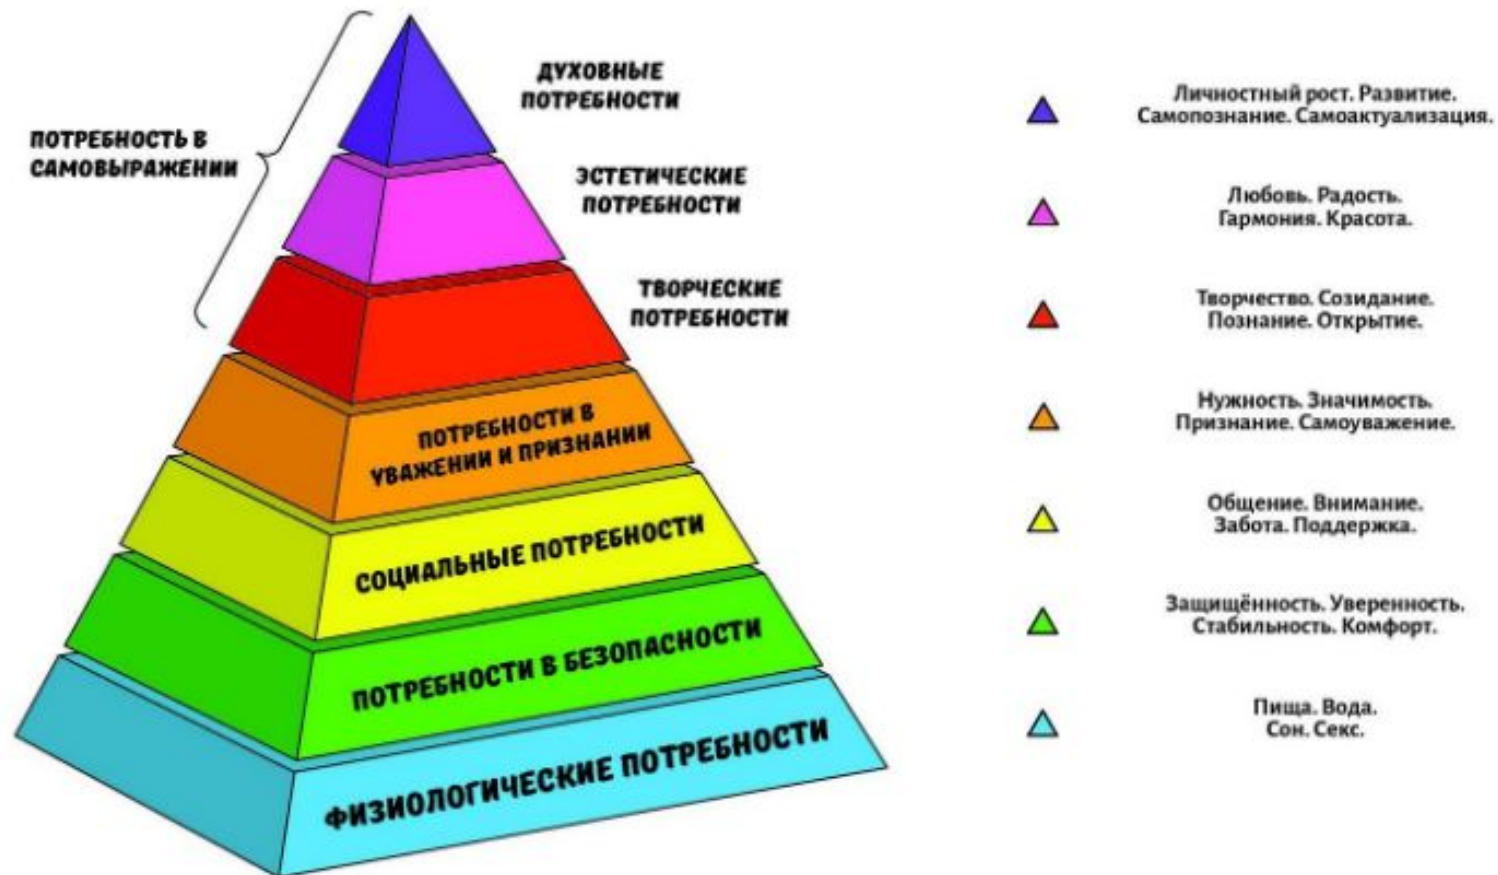 ДУХОВНЫЕ
ПОТРЕБНОСТИ
ПОТРЕБНОСТЬ В
САМОВЫРАЖЕНИИ
ЭСТЕТИЧЕСКИЕ
ПОТРЕБНОСТИ
ТВОРЧЕСКИЕ
ПОТРЕБНОСТИ
ПОТРЕБНОСТИ В
УВАЖЕНИИ И ПРИЗНАНИИ
СОЦИАЛЬНЫЕ ПОТРЕБНОСТИ
ПОТРЕБНОСТИ В БЕЗОПАСНОСТИ
ФИЗИОЛОГИЧЕСКИЕ ПОТРЕБНОСТИ
Личностный рост. Развитие.
Самопознание. Самоактуализация.
Любовь. Радость.
Гармония. Красота.
Творчество. Созидание.
Познание. Открытие.
Нужность. Значимость.
Признание. Самоуважение.
Общение. Внимание.
Забота. Поддержка.
Защищённость. Уверенность.
Стабильность. Комфорт.
Пища. Вода.
Сон. Секс.